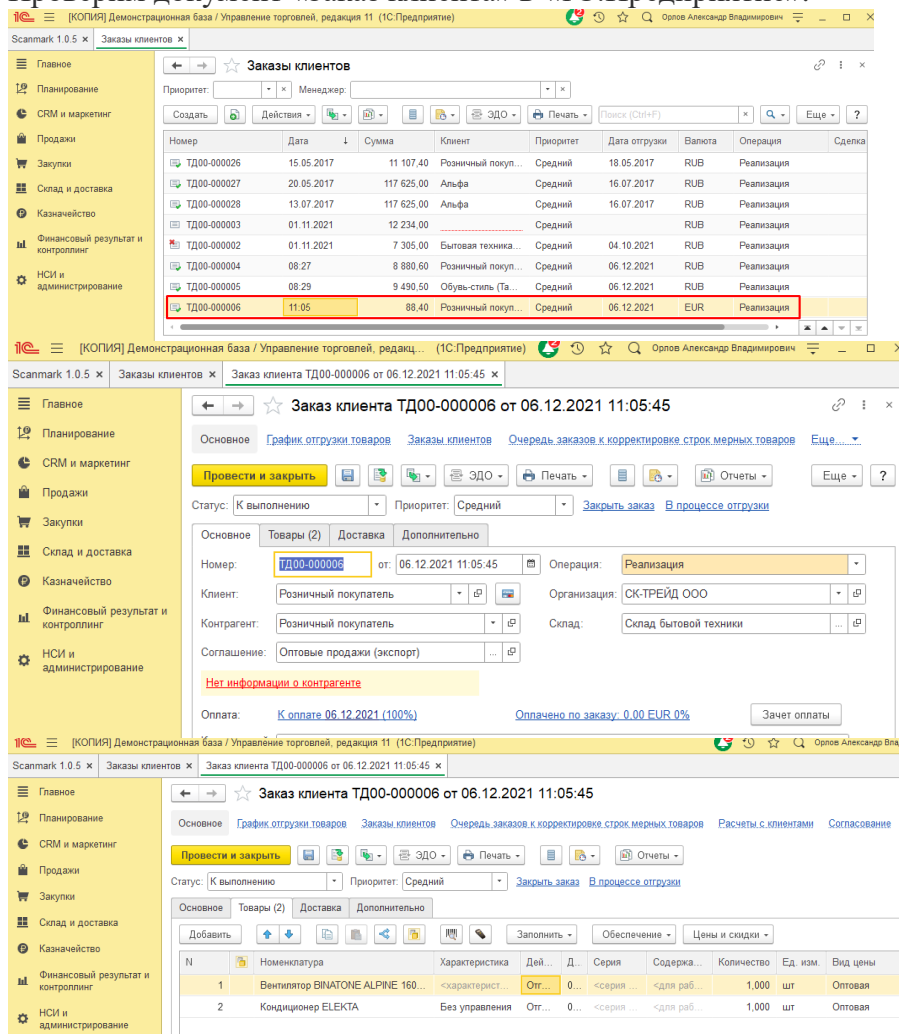 Проверим документ «Заказ клиента» в «1С:Предприятие».
[КОПИЯ] Демонстрационная база / Управление торговлей, редакция 11 (1С:Предприятие) 2 Орлов Александр Владимирович
Scanmark 1.0.5 × Заказы клиентов ×
Главное
Планирование
CRM и маркетинг
Продажи
Закупки
Склад и доставка
Казначейство
Финансовый результат и
контроллинг
НСИ и
администрирование
Заказы клиентов
Приоритет: Менеджер:
Создать Действия ЭДО Печать Поиск (Ctrl+F) × Еще ?
Номер Дата ↓ Сумма Клиент Приоритет Дата отгрузки Валюта Операция Сделка
ТД00-000026 15.05.2017 11 107,40 Розничный покуп... Средний 18.05.2017 RUB Реализация
ТД00-000027 20.05.2017 117 625,00 Альфа Средний 16.07.2017 RUB Реализация
ТД00-000028 13.07.2017 117 625,00 Альфа Средний 16.07.2017 RUB Реализация
ТД00-000003 01.11.2021 12 234,00 Средний RUB Реализация
ТД00-000002 01.11.2021 7 305,00 Бытовая техника... Средний 04.10.2021 RUB Реализация
ТД00-000004 08:27 8 880,60 Розничный покуп... Средний 06.12.2021 RUB Реализация
ТД00-000005 08:29 9 490,50 Обувь-стиль (Та... Средний 06.12.2021 RUB Реализация
ТД00-000006 11:05 88,40 Розничный покуп... Средний 06.12.2021 EUR Реализация
[КОПИЯ] Демонстрационная база / Управление торговлей, редакц... (1С:Предприятие) 2 Орлов Александр Владимирович
Scanmark 1.0.5 × Заказы клиентов × Заказ клиента ТД00-000006 от 06.12.2021 11:05:45 ×
Главное
Планирование
CRM и маркетинг
Продажи
Закупки
Склад и доставка
Казначейство
Финансовый результат и
контроллинг
НСИ и
администрирование
Заказ клиента ТД00-000006 от 06.12.2021 11:05:45
Основное График отгрузки товаров Заказы клиентов Очередь заказов к корректировке строк мерных товаров Еще...
Провести и закрыть ЭДО Печать Отчеты Еще ?
Статус: К выполнению Приоритет: Средний Закрыть заказ В процессе отгрузки
Основное Товары (2) Доставка Дополнительно
Номер: ТД00-000006 от: 06.12.2021 11:05:45 Операция: Реализация
Клиент: Розничный покупатель Организация: СК-ТРЕЙД ООО
Контрагент: Розничный покупатель Склад: Склад бытовой техники ...
Соглашение: Оптовые продажи (экспорт) ...
Нет информации о контрагенте
Оплата: К оплате 06.12.2021 (100%) Оплачено по заказу: 0,00 EUR 0% Зачет оплаты
[КОПИЯ] Демонстрационная база / Управление торговлей, редакция 11 (1С:Предприятие) 2 Орлов Александр Вла
Scanmark 1.0.5 × Заказы клиентов × Заказ клиента ТД00-000006 от 06.12.2021 11:05:45 ×
Главное
Планирование
CRM и маркетинг
Продажи
Закупки
Склад и доставка
Казначейство
Финансовый результат и
контроллинг
НСИ и
администрирование
Заказ клиента ТД00-000006 от 06.12.2021 11:05:45
Основное График отгрузки товаров Заказы клиентов Очередь заказов к корректировке строк мерных товаров Расчеты с клиентами Согласование
Провести и закрыть ЭДО Печать Отчеты
Статус: К выполнению Приоритет: Средний Закрыть заказ В процессе отгрузки
Основное Товары (2) Доставка Дополнительно
Добавить Заполнить Обеспечение Цены и скидки
N Номенклатура Характеристика Дей... Д... Серия Содержа... Количество Ед. изм. Вид цены
1 Вентилятор BINATONE ALPINE 160... <характерист... Отг... 0... <серия ... <для раб... 1,000 шт Оптовая
2 Кондиционер ELEKTA Без управления Отг... 0... <серия ... <для раб... 1,000 шт Оптовая